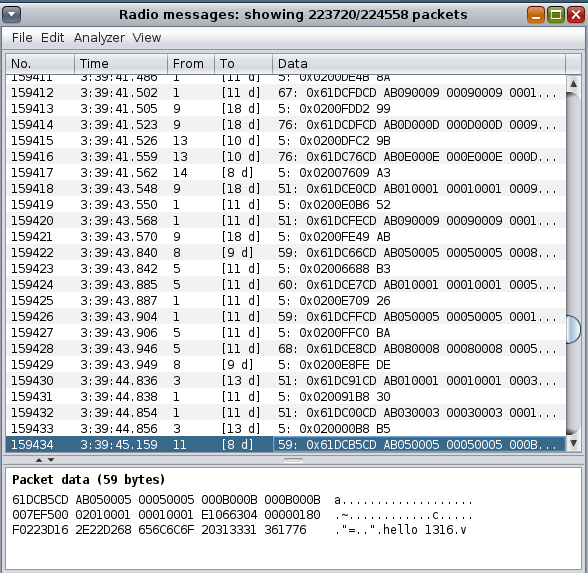 Radio messages: showing 223720/224558 packets
File Edit Analyzer View
No. Time From To Data
159411 3:39:41.486 1 [11 d] 5: 0x0200DE4B 8A
159412 3:39:41.502 1 [11 d] 67: 0x61DCFDCD AB090009 00090009 0001...
159413 3:39:41.505 9 [18 d] 5: 0x0200FDD2 99
159414 3:39:41.523 9 [18 d] 76: 0x61DCDFCD AB0D000D 000D000D 0009...
159415 3:39:41.526 13 [10 d] 5: 0x0200DFC2 9B
159416 3:39:41.559 13 [10 d] 76: 0x61DC76CD AB0E000E 000E000E 000D...
159417 3:39:41.562 14 [8 d] 5: 0x02007609 A3
159418 3:39:43.548 9 [18 d] 51: 0x61DCE0CD AB010001 00010001 0009...
159419 3:39:43.550 1 [11 d] 5: 0x0200E0B6 52
159420 3:39:43.568 1 [11 d] 51: 0x61DCFECD AB090009 00090009 0001...
159421 3:39:43.570 9 [18 d] 5: 0x0200FE49 AB
159422 3:39:43.840 8 [9 d] 59: 0x61DC66CD AB050005 00050005 0008...
159423 3:39:43.842 5 [11 d] 5: 0x02006688 B3
159424 3:39:43.885 5 [11 d] 60: 0x61DCE7CD AB010001 00010001 0005...
159425 3:39:43.887 1 [11 d] 5: 0x0200E709 26
159426 3:39:43.904 1 [11 d] 59: 0x61DCFFCD AB050005 00050005 0001...
159427 3:39:43.906 5 [11 d] 5: 0x0200FFC0 BA
159428 3:39:43.946 5 [11 d] 68: 0x61DCE8CD AB080008 00080008 0005...
159429 3:39:43.949 8 [9 d] 5: 0x0200E8FE DE
159430 3:39:44.836 3 [13 d] 51: 0x61DC91CD AB010001 00010001 0003...
159431 3:39:44.838 1 [11 d] 5: 0x020091B8 30
159432 3:39:44.854 1 [11 d] 51: 0x61DC00CD AB030003 00030003 0001...
159433 3:39:44.856 3 [13 d] 5: 0x020000B8 B5
159434 3:39:45.159 11 [8 d] 59: 0x61DCB5CD AB050005 00050005 000B...
Packet data (59 bytes)
61DCB5CD AB050005 00050005 000B000B 000B000B a...................
007EF500 02010001 00010001 E1066304 00000180 .~............c.....
F0223D16 2E22D268 656C6C6F 20313331 361776 ."=..".hello 1316.v